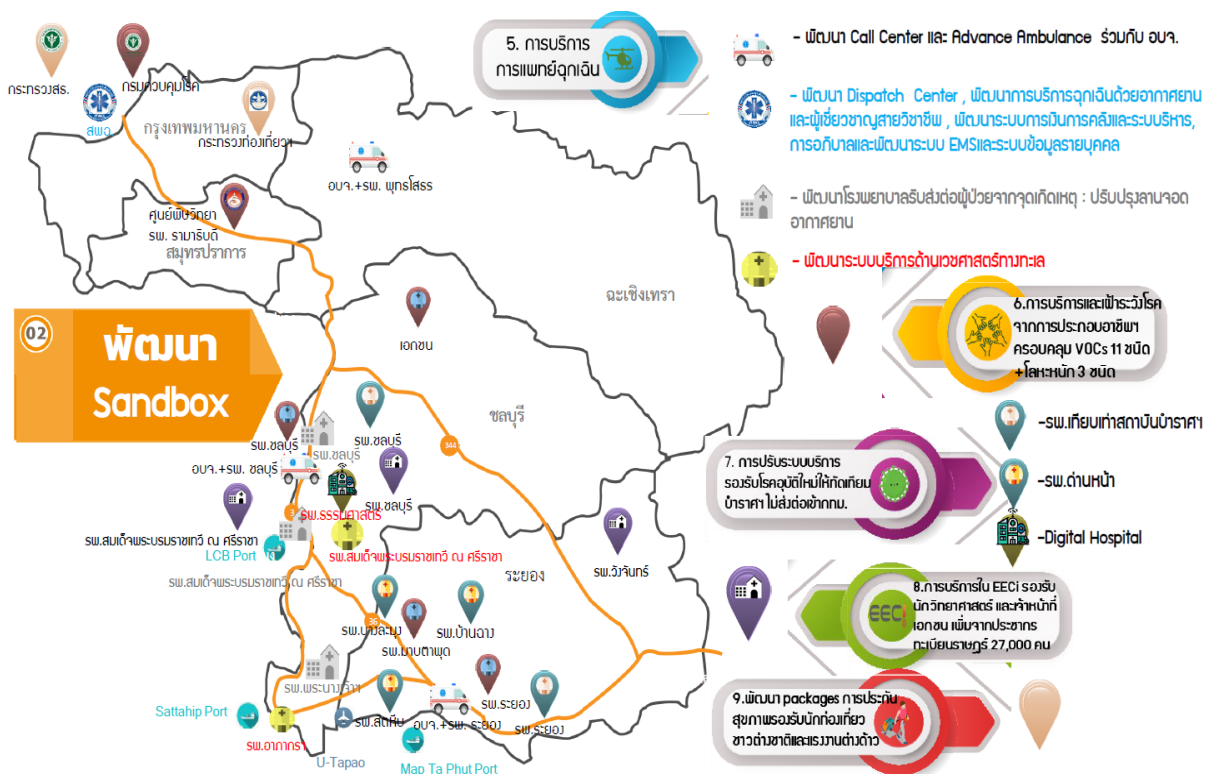 5. การบริการ
การแพทย์ฉุกเฉิน
- พัฒนา Call Center และ Advance Ambulance ร่วมกับ อบจ.
- พัฒนา Dispatch Center , พัฒนาการบริการฉุกเฉินด้วยอากาศยาน
และผู้เชี่ยวชาญสายวิชาชีพ , พัฒนาระบบการเงินการคลังและระบบริหาร,
การอภิบาลและพัฒนาระบบ EMSและระบบข้อมูลรายบุคคล
- พัฒนาโรงพยาบาลรับส่งต่อผู้ป่วยจากจุดเกิดเหตุ : ปรับปรุงลานจอด
อากาศยาน
- พัฒนาระบบบริการด้านเวชศาสตร์ทางทะเล
กระทรวงสธ.
กรมควบคุมโรค
สพฉ
กรุงเทพมหานคร
กระทรวงท่องเที่ยวฯ
อบจ.+รพ. พุทธโสธร
ศูนย์พิษวิทยา
รพ. รามาธิบดี
สมุทรปราการ
ฉะเชิงเทรา
02
พัฒนา
Sandbox
เอกชน
ชลบุรี
344
6.การบริการและเฝ้าระวังโรค
จากการประกอบอาชีพฯ
ครอบคลุม VOCs 11 ชนิด
+โลหะหนัก 3 ชนิด
รพ.ชลบุรี
รพ.ชลบุรี
รพ.ชลบุรี
อบจ.+รพ. ชลบุรี
รพ.ชลบุรี
3
รพ.ธรรมศาสตร์
รพ.สมเด็จพระบรมราชเทวี ณ ศรีราชา
LCB Port
รพ.สมเด็จพระบรมราชเทวี ณ ศรีราชา
รพ.สมเด็จพระบรมราชเทวี ณ ศรีราชา
-รพ.เทียบเท่าสถาบันบำราศฯ
-รพ.ด่านหน้า
-Digital Hospital
7. การปรับระบบบริการ
รองรับโรคอุบัติใหม่ให้ทัดเทียม
บำราศฯ ไม่ส่งต่อเข้ากทม.
ระยอง
รพ.วังจันทร์
รพ.บางละมุง
36
รพ.มาบตาพุด
รพ.บ้านฉาง
8.การบริการใน EECi รองรับ
นักวิทยาศาสตร์ และเจ้าหน้าที่
เอกชน เพิ่มจากประชากร
ทะเบียนราษฎร์ 27,000 คน
EECi
รพ.พระนางเจ้าฯ
Sattahip Port
รพ.อาภากรฯ
U-Tapao
รพ.สัตหีบ
อบจ.+รพ. ระยอง
รพ.ระยอง
รพ.ระยอง
Map Ta Phut Port
9.พัฒนา packages การประกัน
สุขภาพรองรับนักท่องเที่ยว
ชาวต่างชาติและแรงงานต่างด้าว